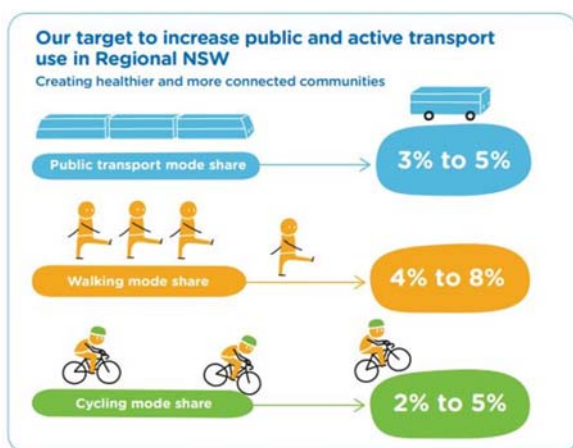 Our target to increase public and active transport
use in Regional NSW
Creating healthier and more connected communities
Public transport mode share
3% to 5%
Walking mode share
4% to 8%
Cycling mode share
2% to 5%